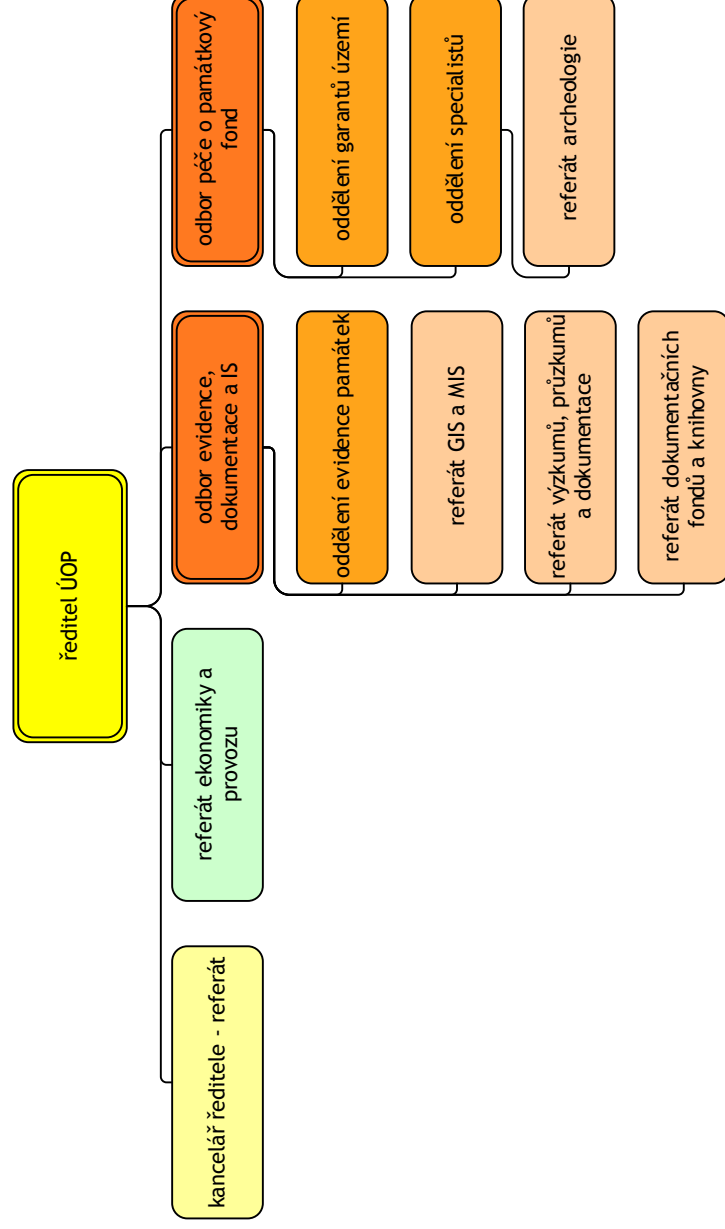 ředitel ÚOP
kancelář ředitele - referát
referát ekonomiky a
provozu
odbor evidence,
dokumentace a IS
odbor péče o památkový
fond
oddělení evidence památek
oddělení garantů území
referát GIS a MIS
oddělení specialistů
referát výzkumů, průzkumů
a dokumentace
referát archeologie
referát dokumentačních
fondů a knihovny